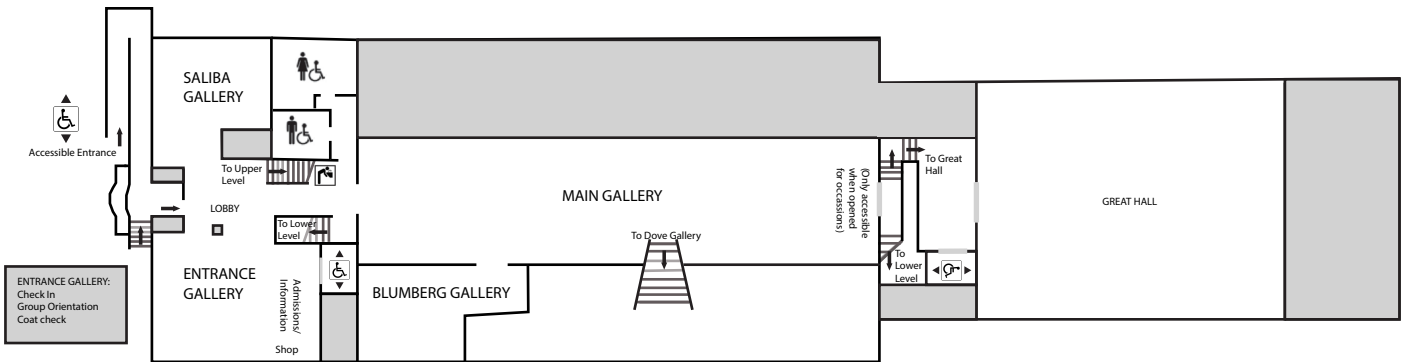 SALIBA
GALLERY
Accessible Entrance
To Upper
Level
LOBBY
To Lower
Level
ENTRANCE
GALLERY
Admissions/
Information
Shop
ENTRANCE GALLERY:
Check In
Group Orientation
Coat check
BLUMBERG GALLERY
MAIN GALLERY
To Dove Gallery
(Only accessible
when opened
for occassions)
To Great
Hall
To
Lower
Level
GREAT HALL